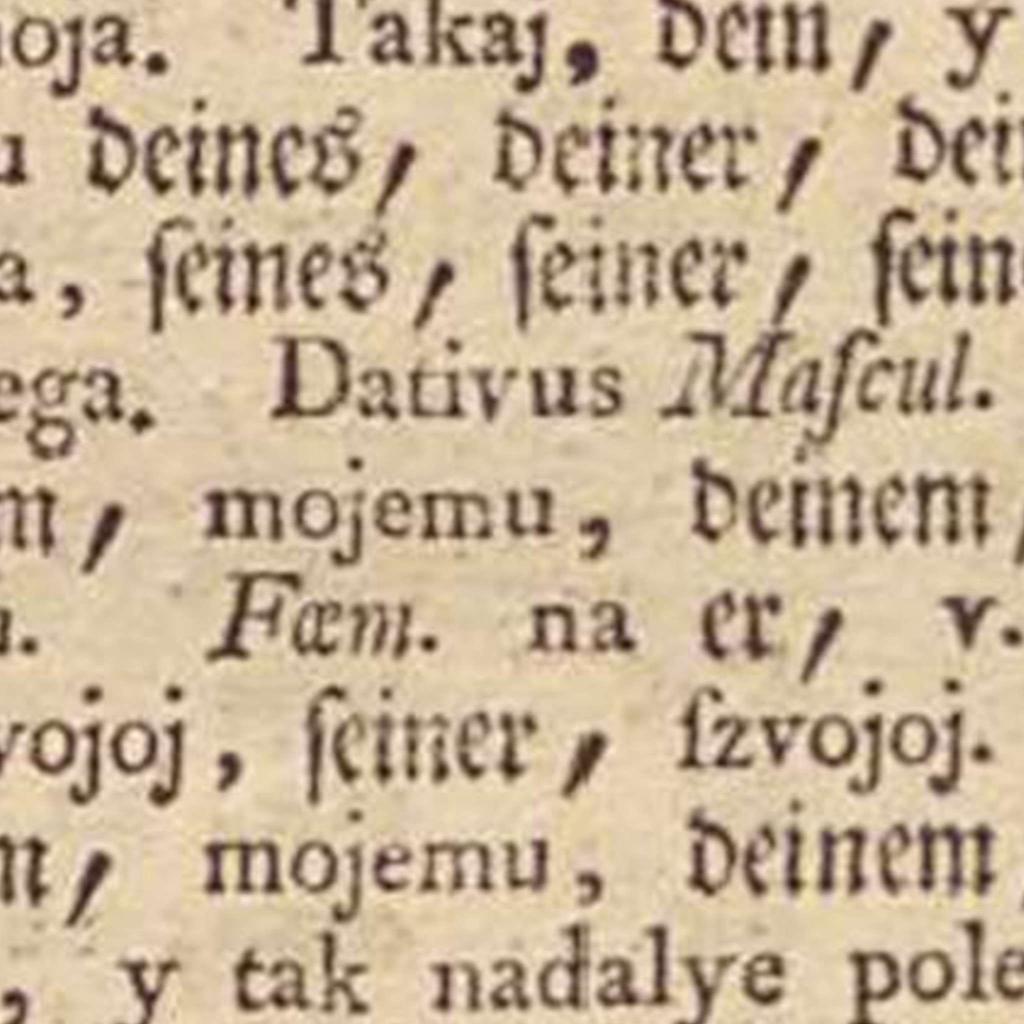 oja. Takaj, dein, y
u deines, deiner, dei
a, ſeines, ſeiner, ſein
ega. Dativus Maſcul.
m, mojemu, deinem,
Fœm. na er, v.
vojoj, ſeiner, ſzvojoj.
m, mojemu, deinem,
, y tak nadalye pole